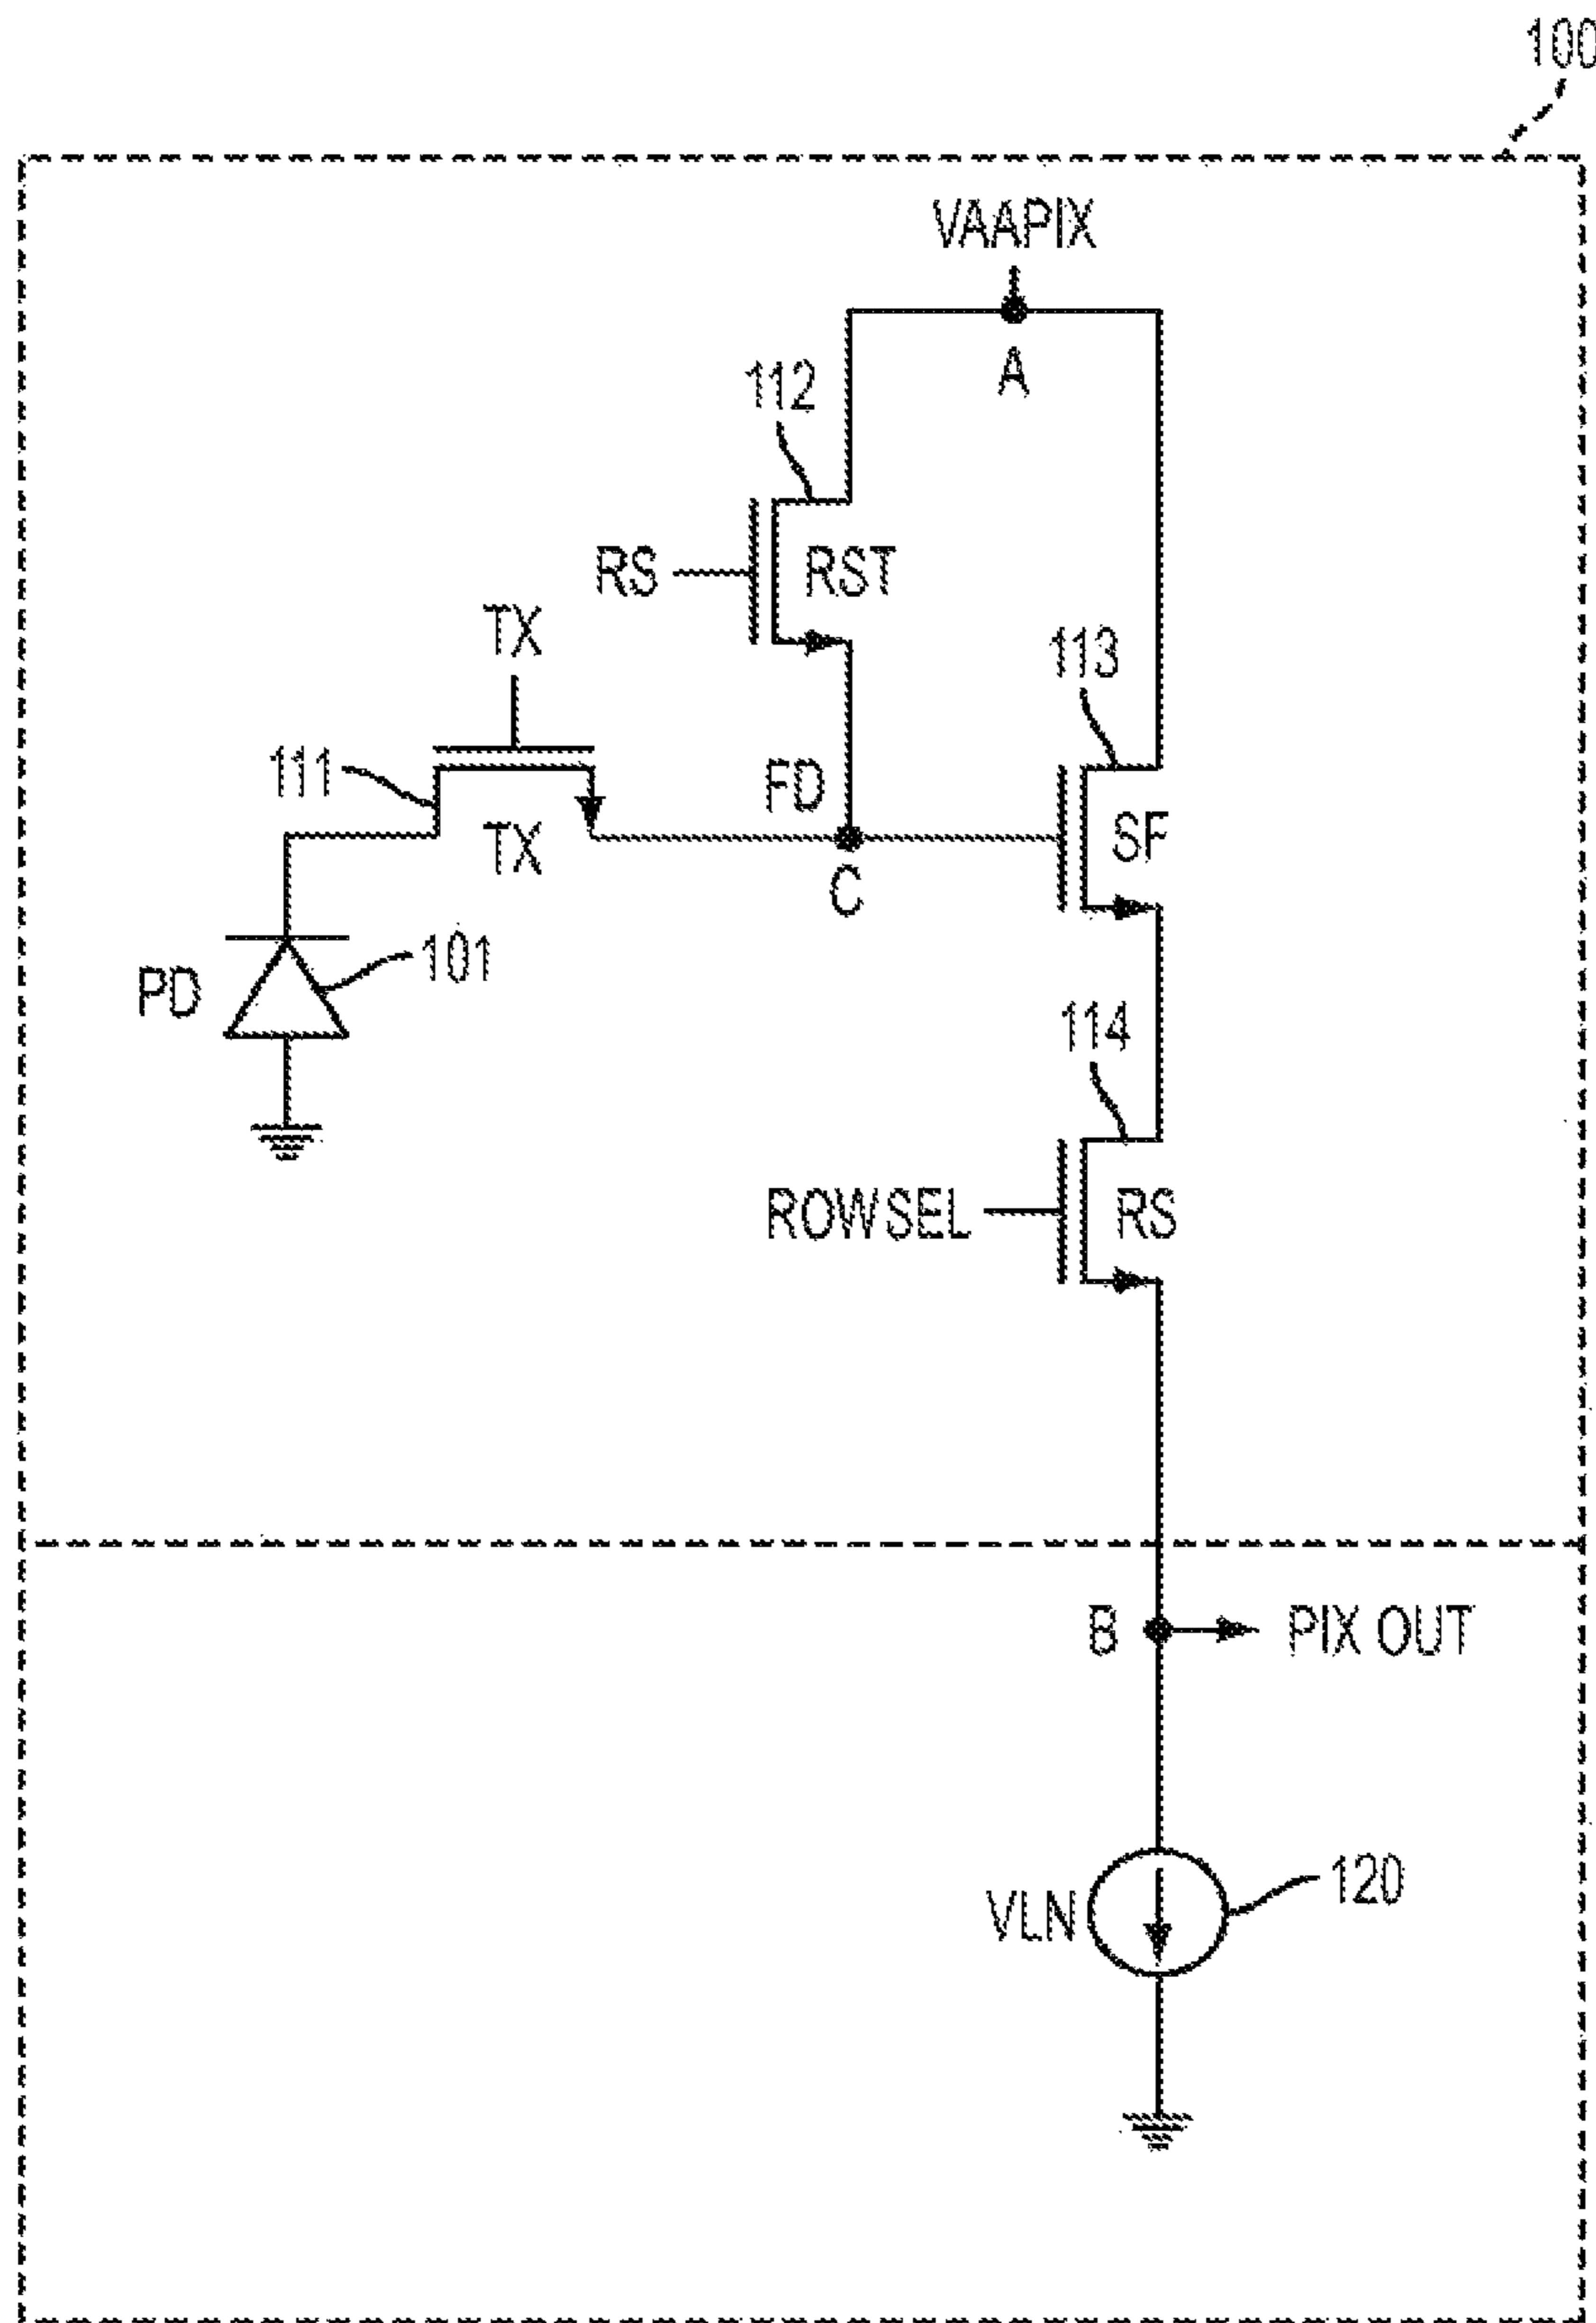 100
VAAPIX
A
112
RS
RST
TX
113
111
FD
TX
C
SF
PD
101
114
ROWSEL
RS
B
PIX OUT
VLN
120